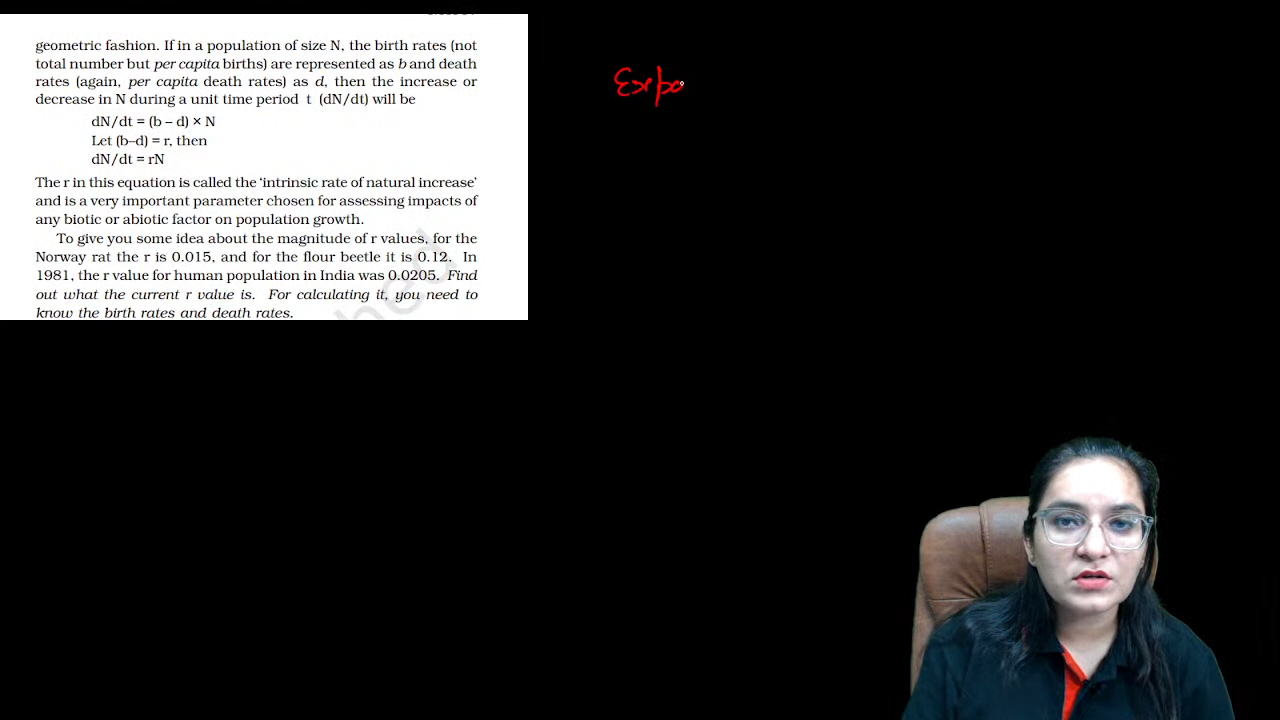 geometric fashion. If in a population of size N, the birth rates (not
total number but per capita births) are represented as b and death
rates (again, per capita death rates) as d, then the increase or
decrease in N during a unit time period t (dN/dt) will be
dN/dt = (b – d) × N
Let (b–d) = r, then
dN/dt = rN
The r in this equation is called the ‘intrinsic rate of natural increase’
and is a very important parameter chosen for assessing impacts of
any biotic or abiotic factor on population growth.
To give you some idea about the magnitude of r values, for the
Norway rat the r is 0.015, and for the flour beetle it is 0.12. In
1981, the r value for human population in India was 0.0205. Find
out what the current r value is. For calculating it, you need to
know the birth rates and death rates.
Expo